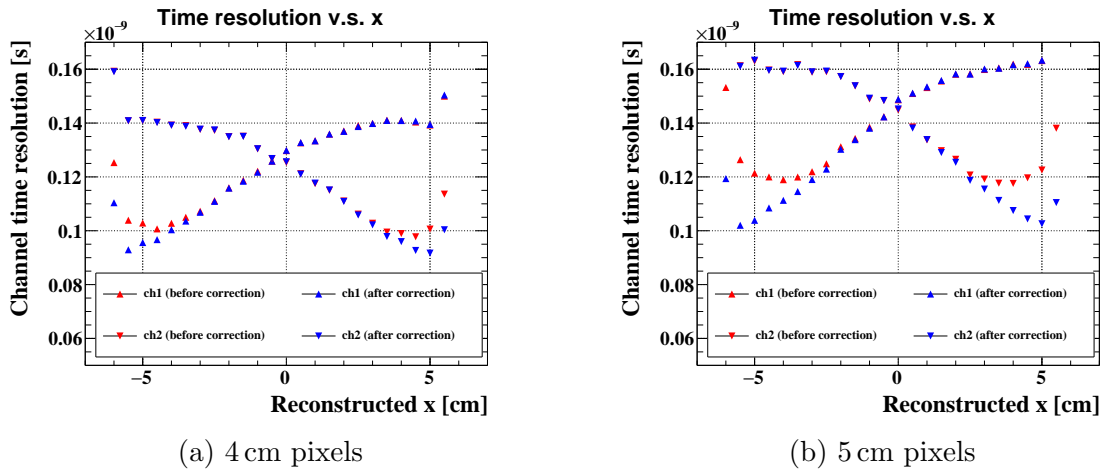 Time resolution v.s. x
×10⁻⁹
Channel time resolution [s]
0.16
0.14
0.12
0.1
0.08
0.06
ch1 (before correction)
ch1 (after correction)
ch2 (before correction)
ch2 (after correction)
−5
0
5
Reconstructed x [cm]
(a) 4 cm pixels
Time resolution v.s. x
×10⁻⁹
Channel time resolution [s]
0.16
0.14
0.12
0.1
0.08
0.06
ch1 (before correction)
ch1 (after correction)
ch2 (before correction)
ch2 (after correction)
−5
0
5
Reconstructed x [cm]
(b) 5 cm pixels